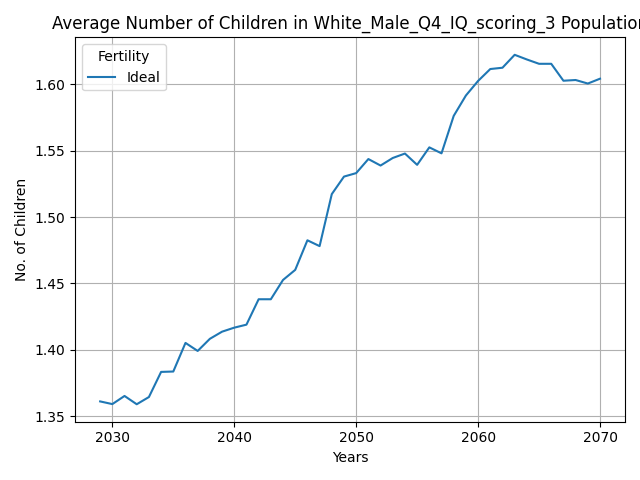 Average Number of Children in White_Male_Q4_IQ_scoring_3 Population
Fertility
Ideal
1.60
1.55
1.50
1.45
1.40
1.35
No. of Children
2030 2040 2050 2060 2070
Years